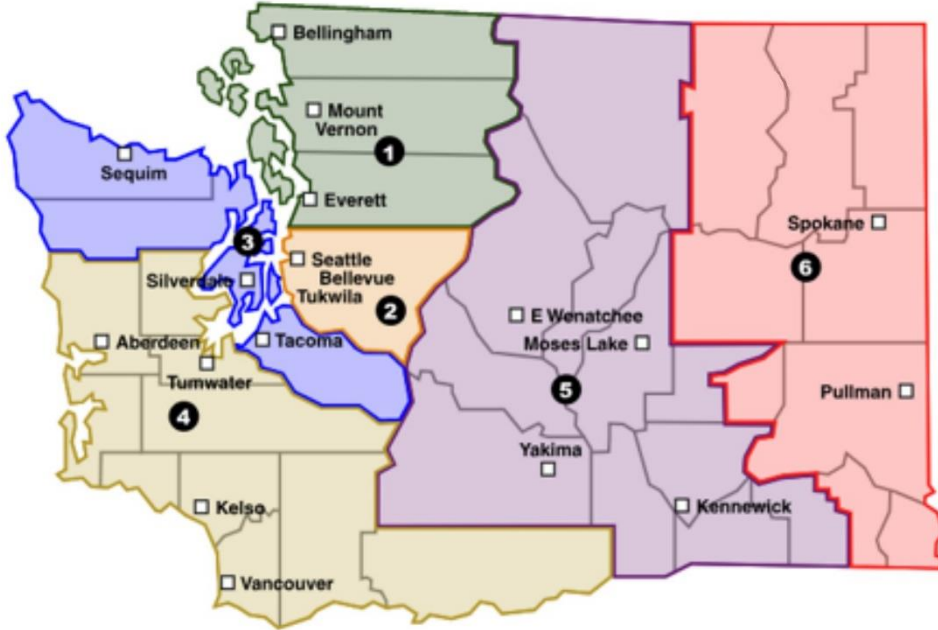 Bellingham
Mount
Vernon
1
Everett
Sequim
3
Seattle
Bellevue
Tukwila
2
Silverdale
Spokane
6
E Wenatchee
Moses Lake
Aberdeen
Tacoma
Tumwater
4
5
Pullman
Yakima
Kelso
Kennewick
Vancouver